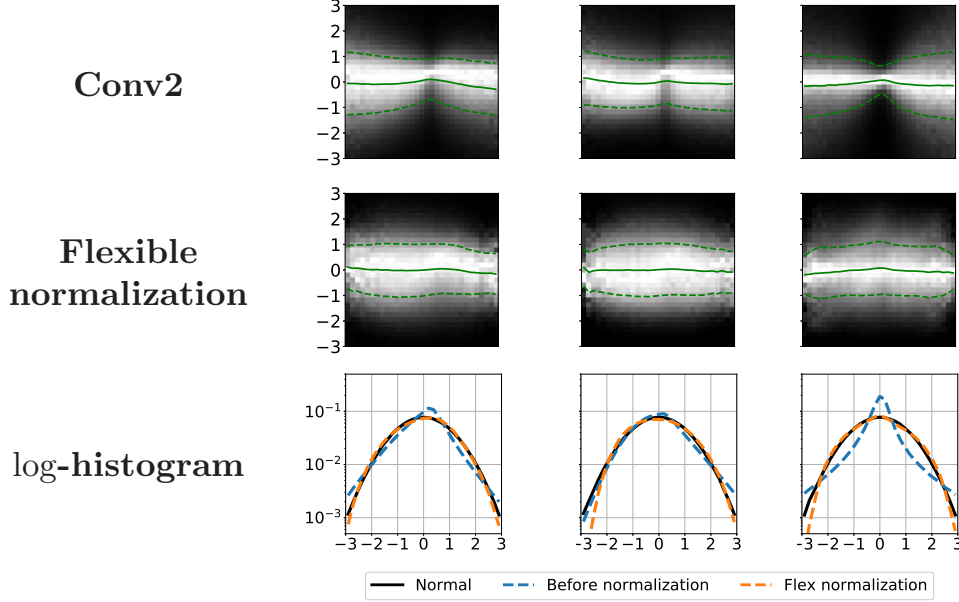 3
2
1
0
−1
−2
−3
Conv2
3
2
1
0
−1
−2
−3
Flexible
normalization
10⁻¹
10⁻²
10⁻³
log-histogram
−3 −2 −1 0 1 2 3
-3 -2 -1 0 1 2 3
-3 -2 -1 0 1 2 3
Normal Before normalization Flex normalization